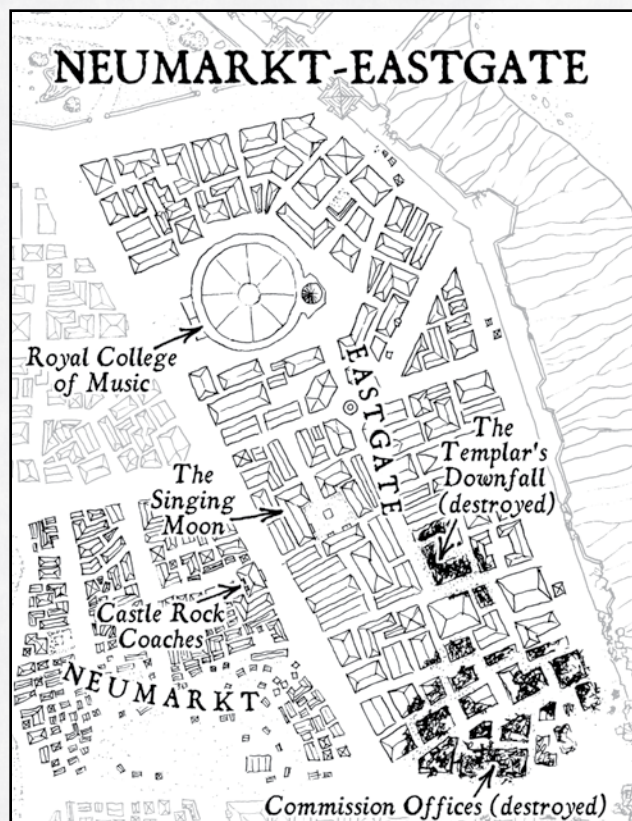 NEUMARKT-EASTGATE
Royal College
of Music
EASTGATE
The
Templar's
Downfall
(destroyed)
The
Singing
Moon
Castle Rock
Coaches
NEUMARKT
Commission Offices (destroyed)